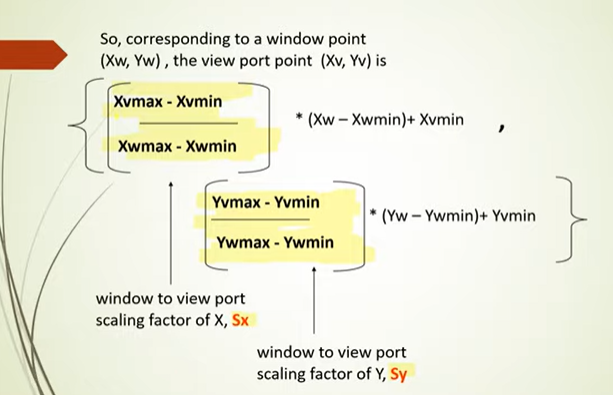 So, corresponding to a window point
(Xw, Yw) , the view port point (Xv, Yv) is
Xvmax - Xvmin
Xwmax - Xwmin
* (Xw – Xwmin)+ Xvmin ,
Yvmax - Yvmin
Ywmax - Ywmin
* (Yw – Ywmin)+ Yvmin
window to view port
scaling factor of X, Sx
window to view port
scaling factor of Y, Sy